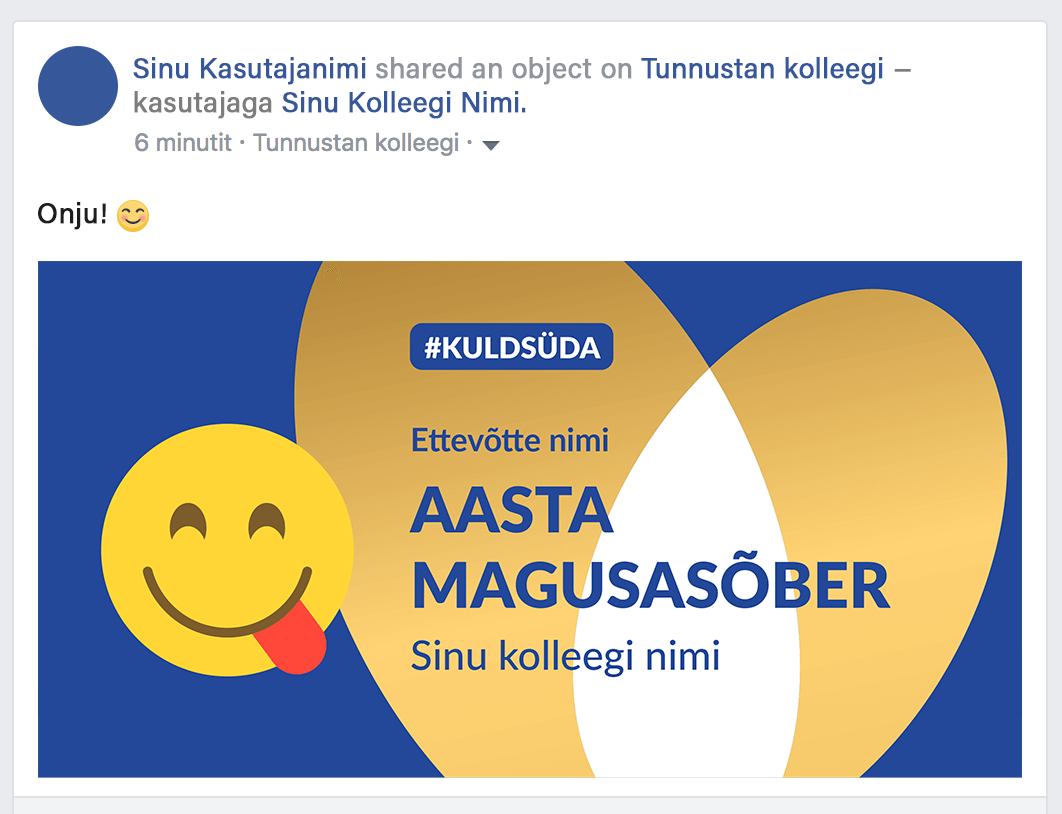 Sinu Kasutajanimi shared an object on Tunnustan kolleegi –
kasutajaga Sinu Kolleegi Nimi.
6 minutit · Tunnustan kolleegi ·
Onju! 😊
#KULDSÜDA
Ettevõtte nimi
AASTA
MAGUSASÕBER
Sinu kolleegi nimi